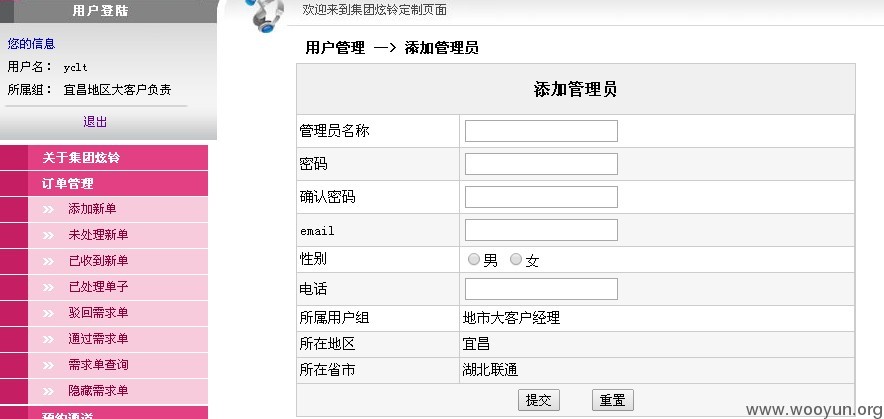 用户登陆
您的信息
用户名： yclt
所属组： 宜昌地区大客户负责
退出
关于集团炫铃
订单管理
添加新单
未处理新单
已收到新单
已处理单子
驳回需求单
通过需求单
需求单查询
隐藏需求单
预约通道
欢迎来到集团炫铃定制页面
用户管理 —> 添加管理员
添加管理员
管理员名称
密码
确认密码
email
性别 男 女
电话
所属用户组 地市大客户经理
所在地区 宜昌
所在省市 湖北联通
提交 重置
www.wooyun.org